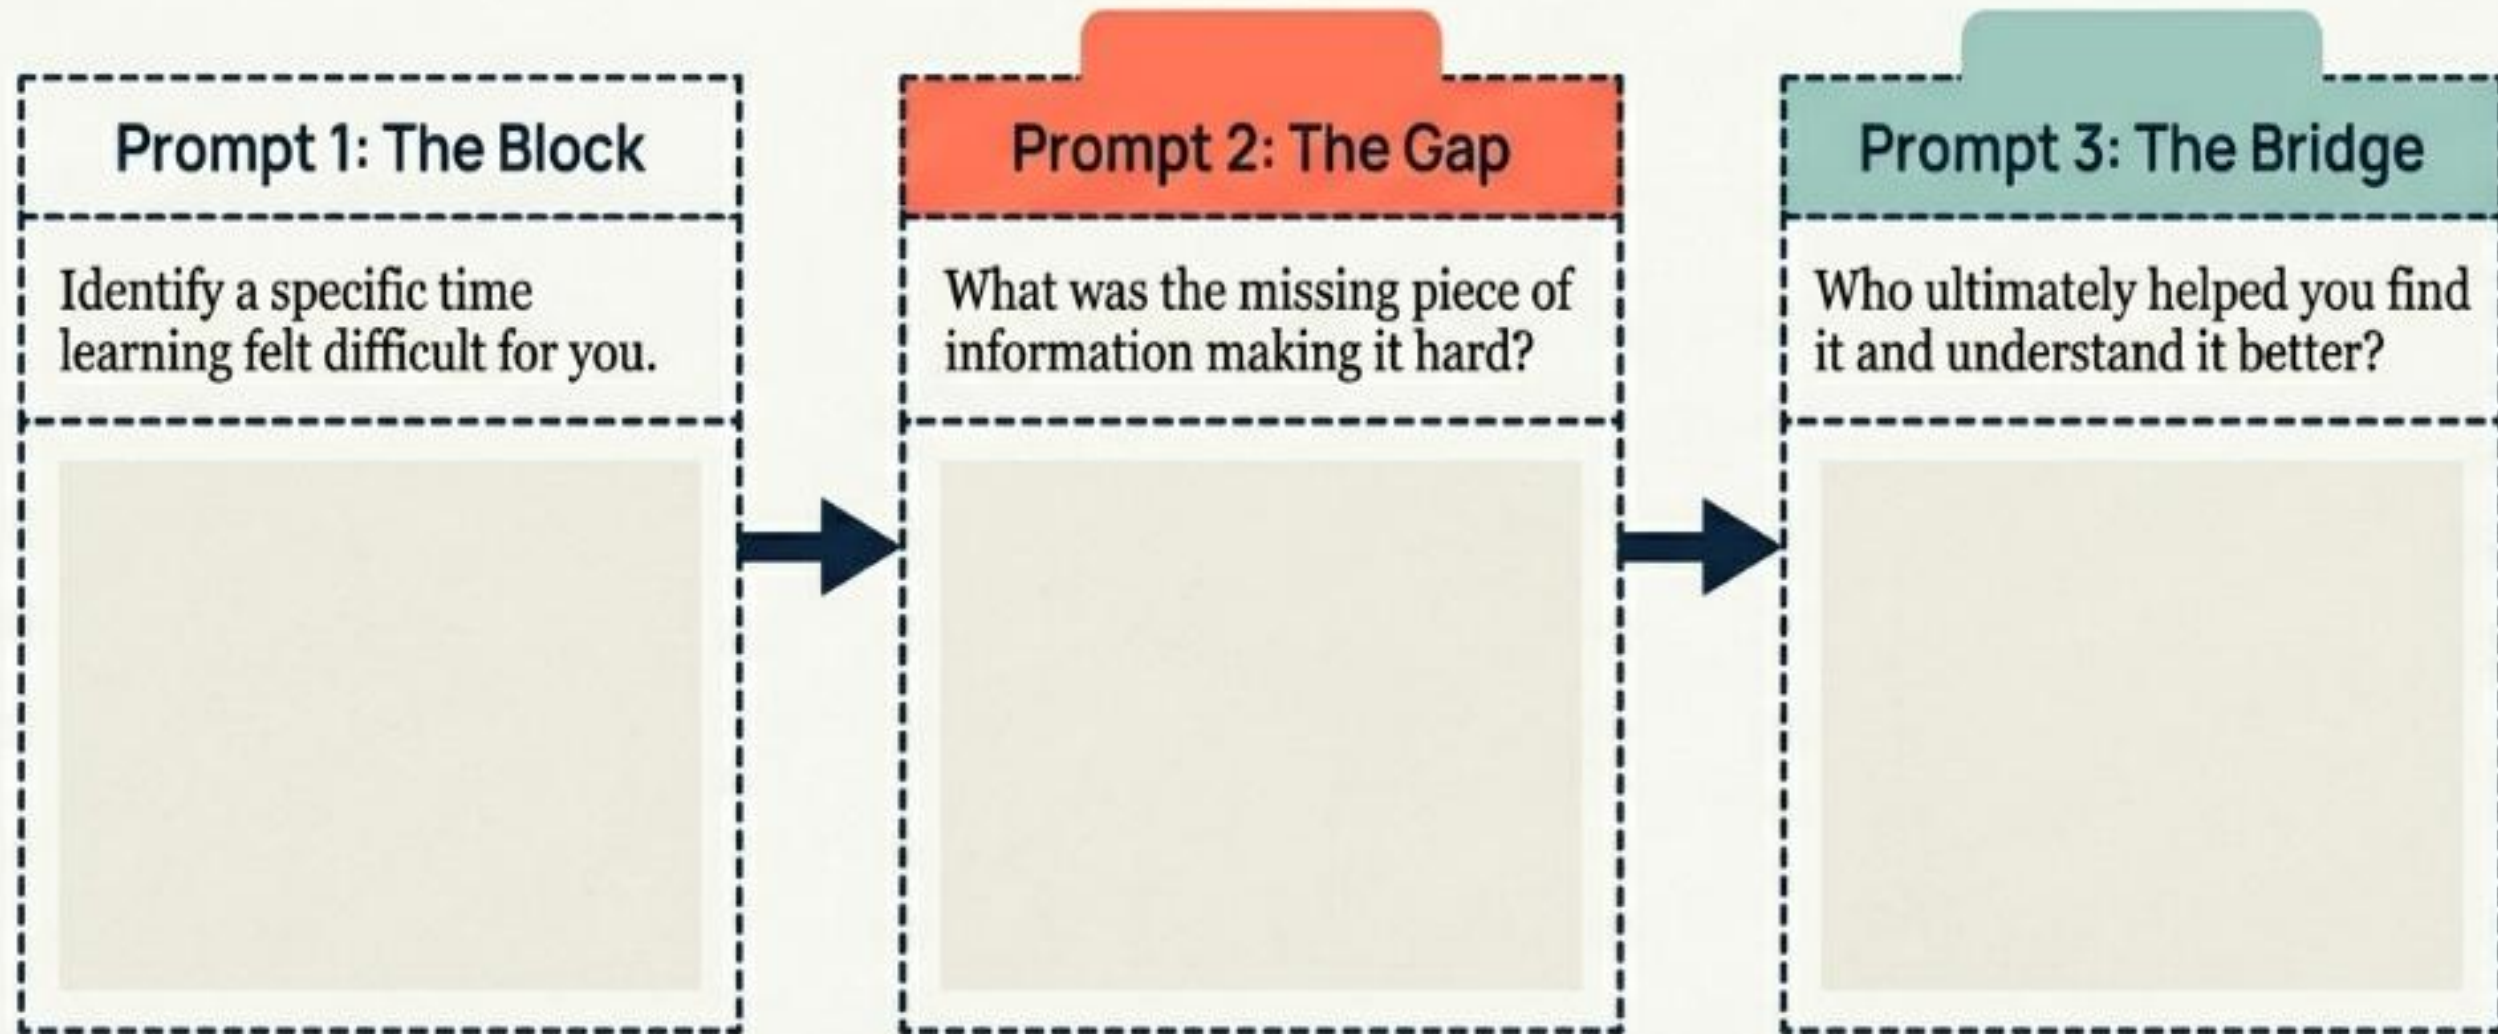 Prompt 1: The Block
Identify a specific time
learning felt difficult for you.
Prompt 2: The Gap
What was the missing piece of
information making it hard?
Prompt 3: The Bridge
Who ultimately helped you find
it and understand it better?